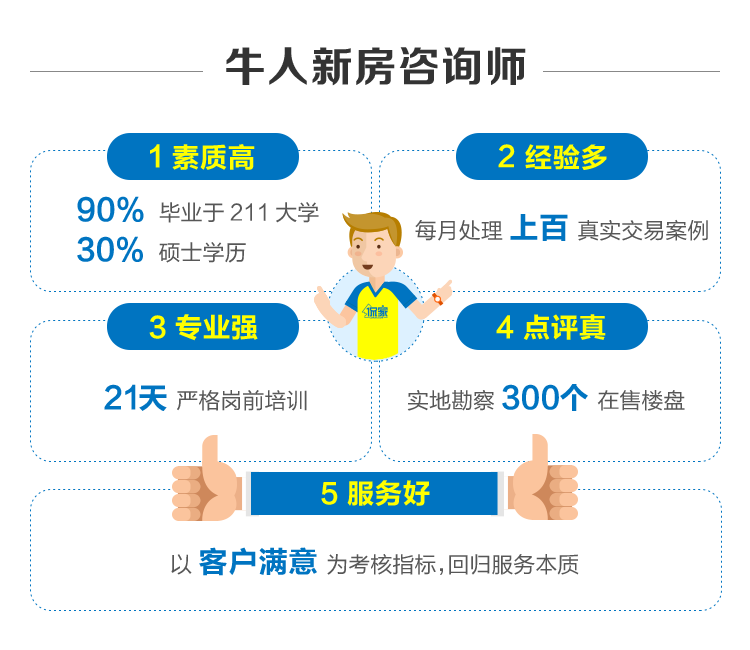 牛人新房咨询师
1 素质高
90% 毕业于 211 大学
30% 硕士学历
2 经验多
每月处理 上百 真实交易案例
侃家
3 专业强
21天 严格岗前培训
4 点评真
实地勘察 300个 在售楼盘
5 服务好
以 客户满意 为考核指标,回归服务本质